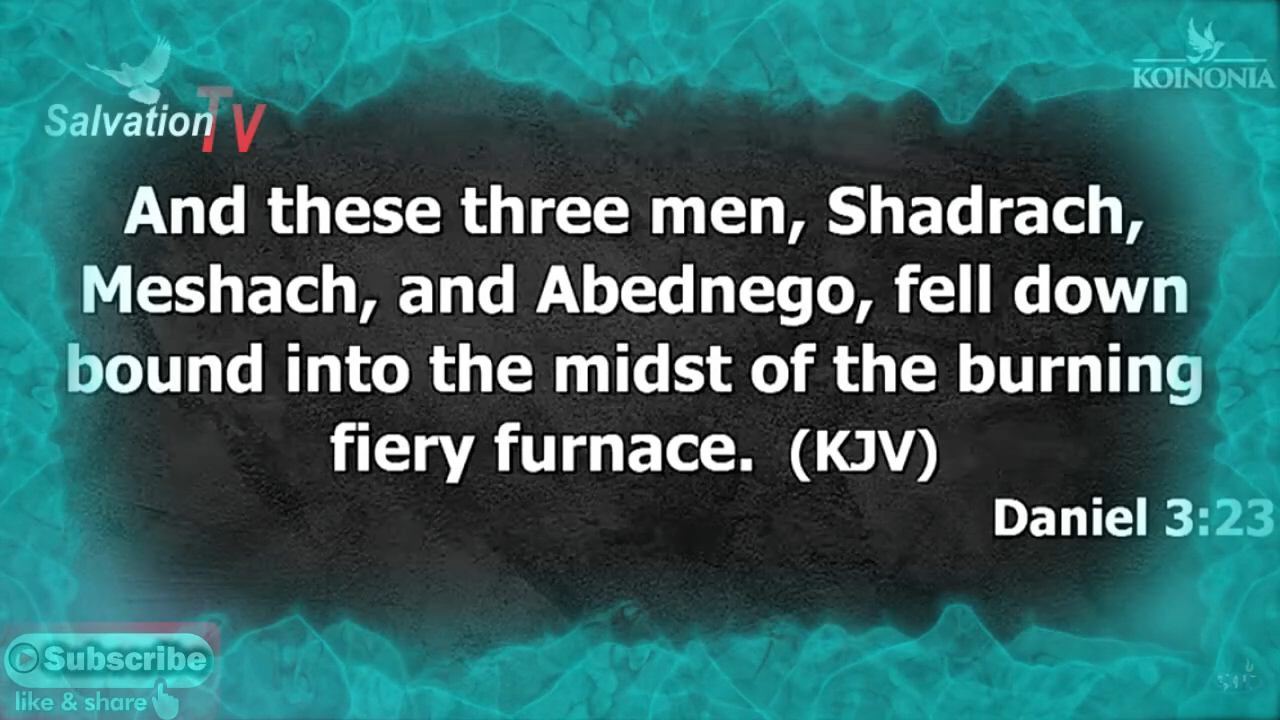 Salvation TV
KOINONIA
And these three men, Shadrach,
Meshach, and Abednego, fell down
bound into the midst of the burning
fiery furnace. (KJV)
Daniel 3:23
Subscribe
like & share